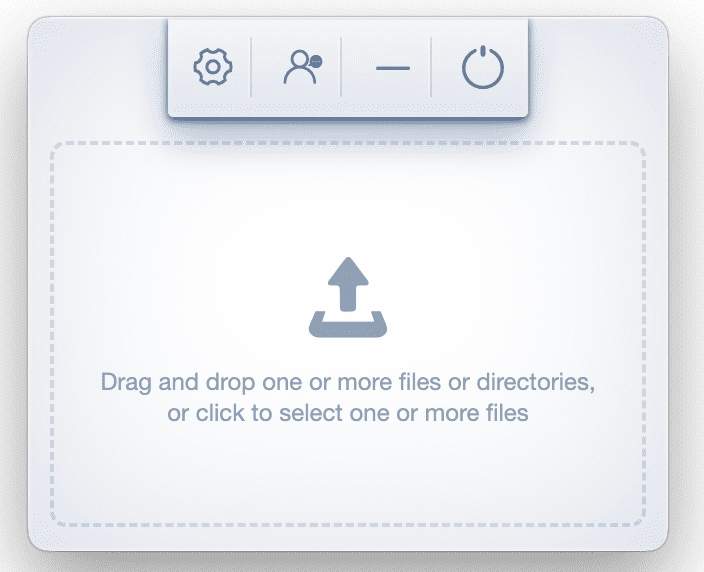 Drag and drop one or more files or directories,
or click to select one or more files